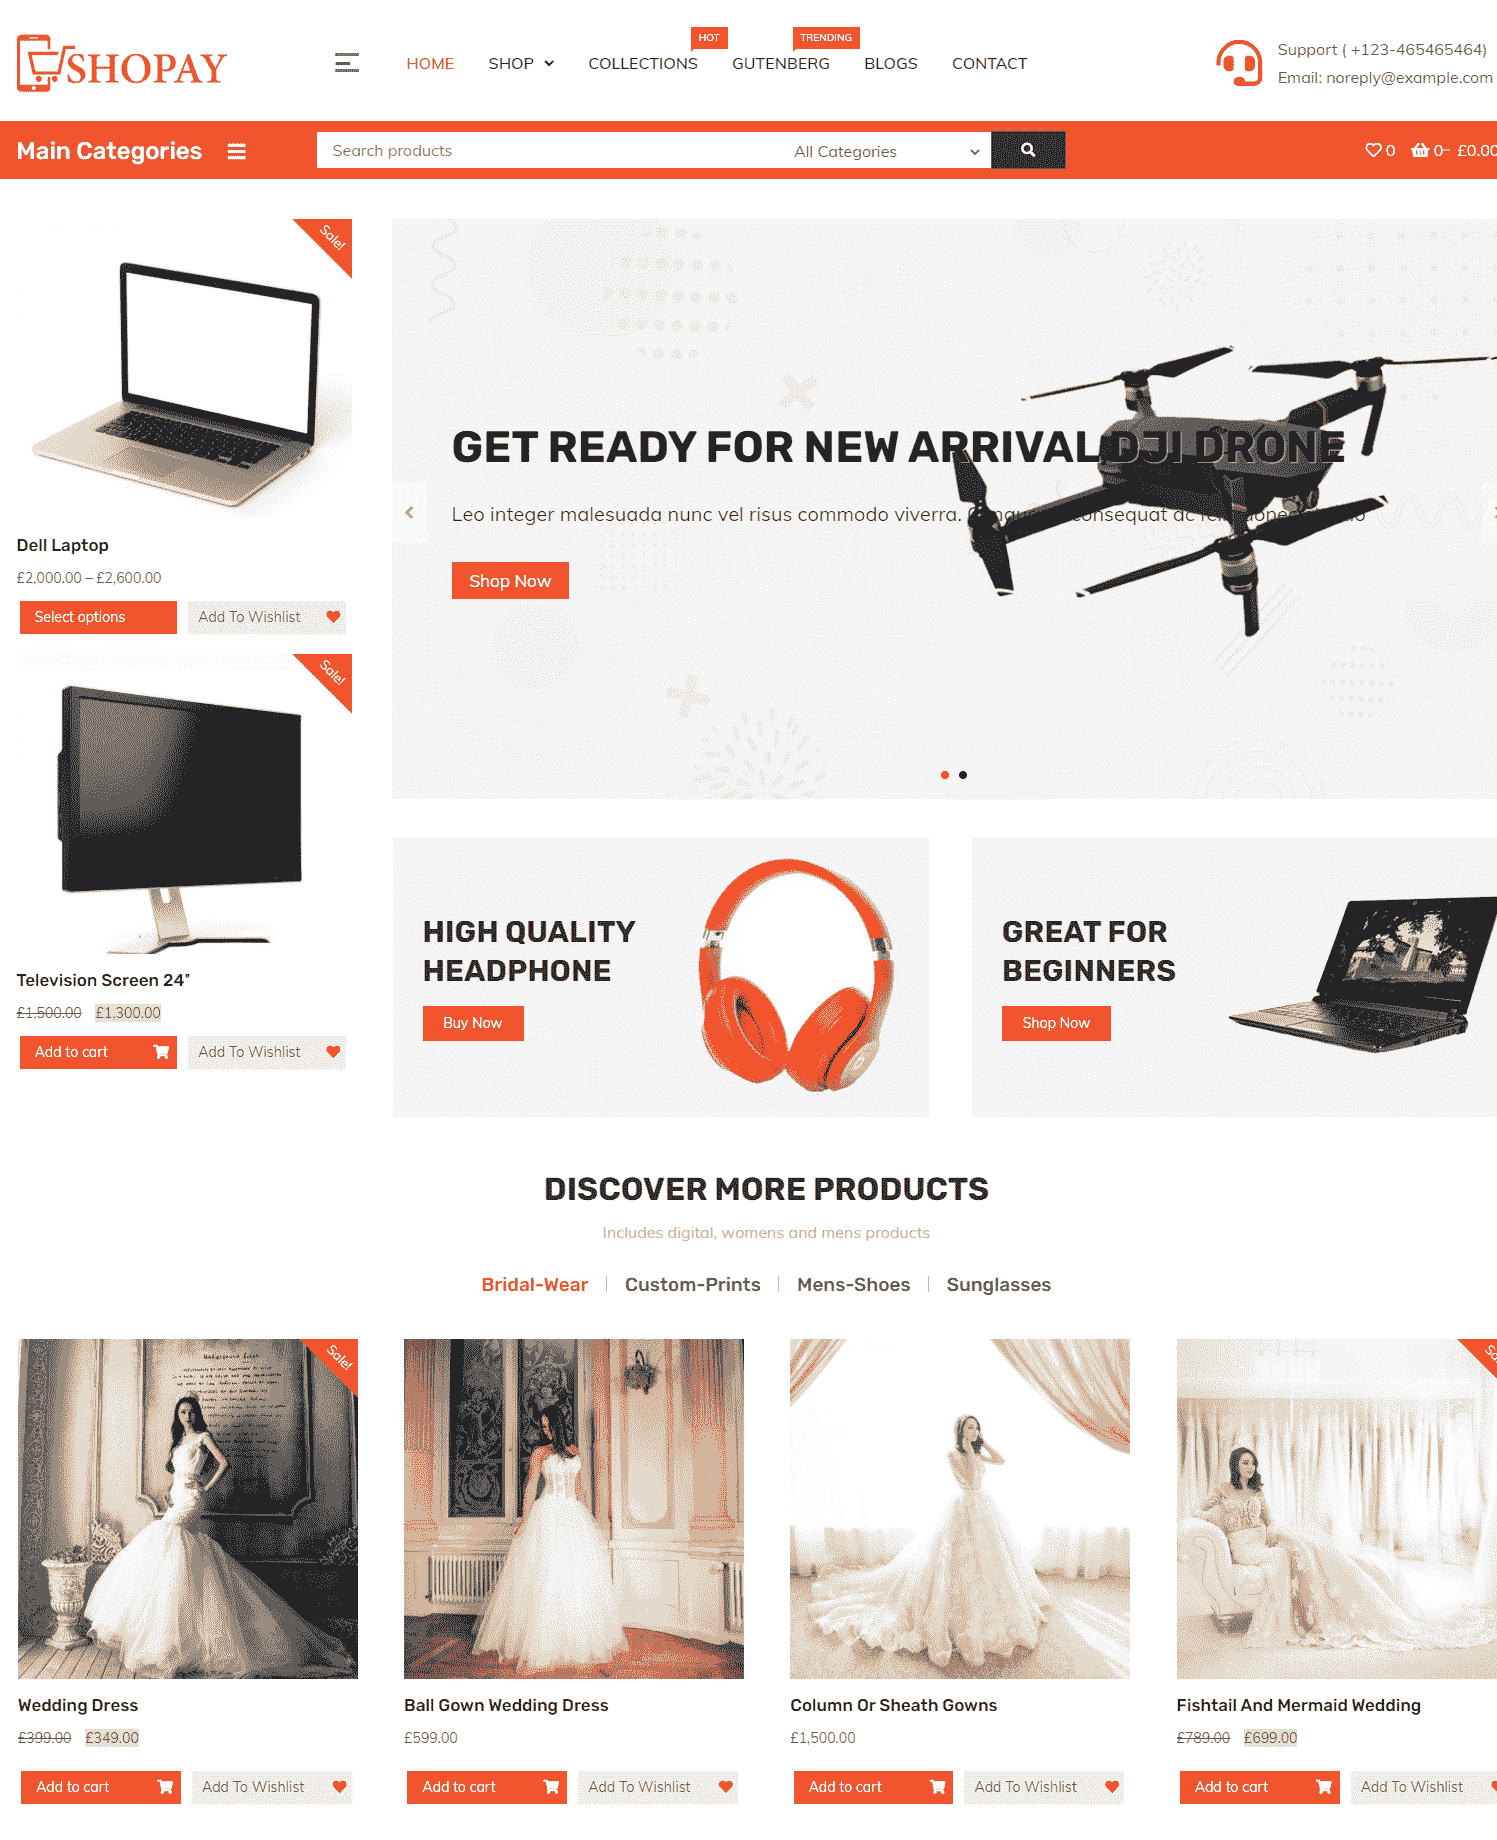 SHOPAY
HOME SHOP COLLECTIONS HOT GUTENBERG TRENDING BLOGS CONTACT
Support ( +123-465465464)
Email: noreply@example.com
Main Categories
Search products All Categories
0 0– £0.00
Sale!
Dell Laptop
£2,000.00 – £2,600.00
Select options Add To Wishlist
Sale!
Television Screen 24″
£1,500.00 £1,300.00
Add to cart Add To Wishlist
GET READY FOR NEW ARRIVAL DJI DRONE
Leo integer malesuada nunc vel risus commodo viverra. consequat ac
Shop Now
HIGH QUALITY
HEADPHONE
Buy Now
GREAT FOR
BEGINNERS
Shop Now
DISCOVER MORE PRODUCTS
Includes digital, womens and mens products
Bridal-Wear Custom-Prints Mens-Shoes Sunglasses
Sale!
Wedding Dress
£399.00 £349.00
Add to cart Add To Wishlist
Ball Gown Wedding Dress
£599.00
Add to cart Add To Wishlist
Column Or Sheath Gowns
£1,500.00
Add to cart Add To Wishlist
Fishtail And Mermaid Wedding
£789.00 £699.00
Add to cart Add To Wishlist